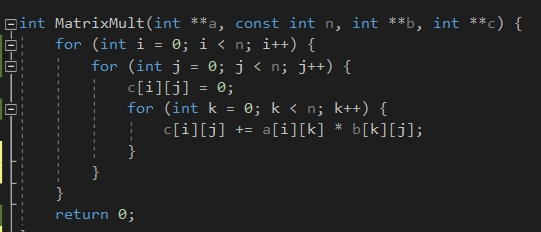 int MatrixMult(int **a, const int n, int **b, int **c) {
    for (int i = 0; i < n; i++) {
        for (int j = 0; j < n; j++) {
            c[i][j] = 0;
            for (int k = 0; k < n; k++) {
                c[i][j] += a[i][k] * b[k][j];
            }
        }
    }
    return 0;